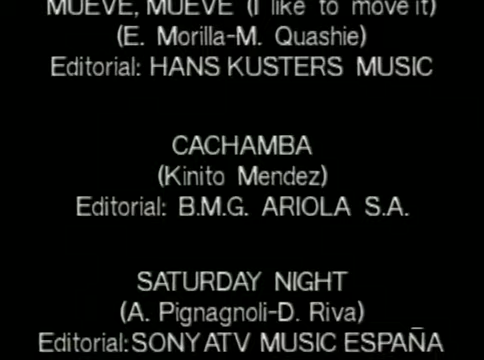 MUEVE, MUEVE (I like to move it)
(E. Morilla-M. Quashie)
Editorial: HANS KUSTERS MUSIC
CACHAMBA
(Kinito Mendez)
Editorial: B.M.G. ARIOLA S.A.
SATURDAY NIGHT
(A. Pignagnoli-D. Riva)
Editorial: SONY ATV MUSIC ESPAÑA